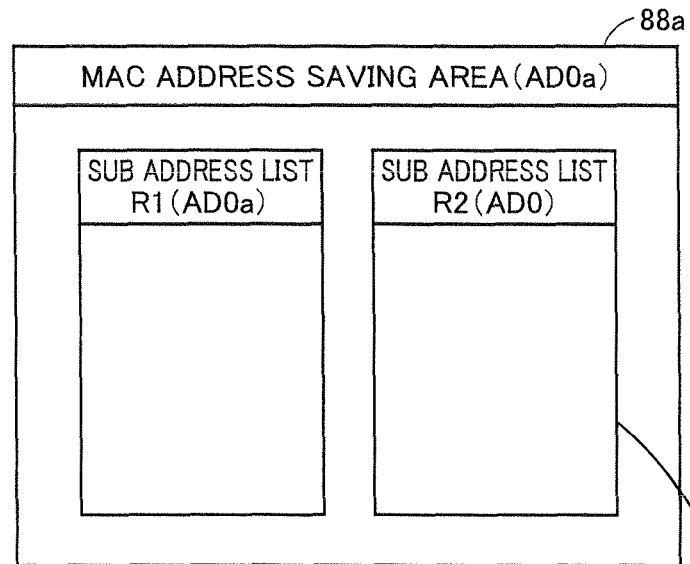 88a
MAC ADDRESS SAVING AREA(AD0a)
SUB ADDRESS LIST
R1(AD0a)
SUB ADDRESS LIST
R2(AD0)